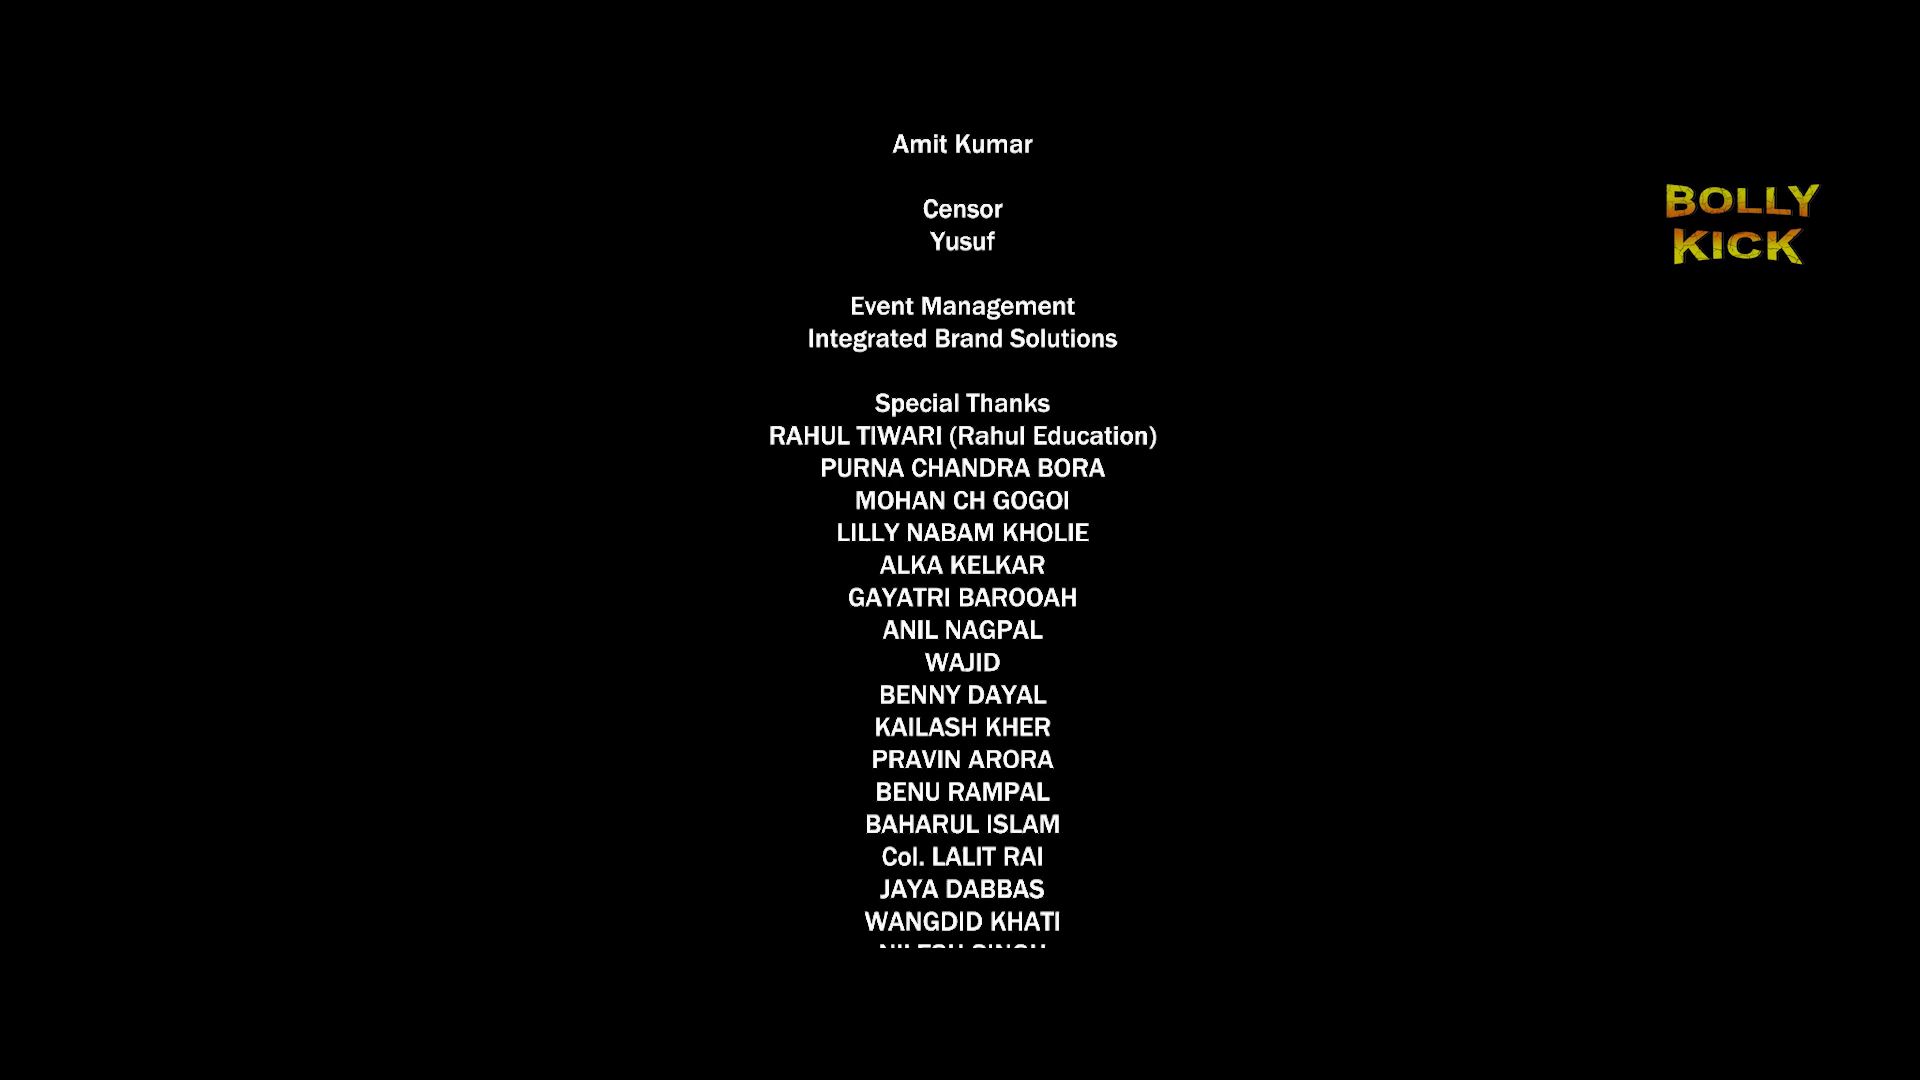 Amit Kumar
Censor
Yusuf
Event Management
Integrated Brand Solutions
Special Thanks
RAHUL TIWARI (Rahul Education)
PURNA CHANDRA BORA
MOHAN CH GOGOI
LILLY NABAM KHOLIE
ALKA KELKAR
GAYATRI BAROOAH
ANIL NAGPAL
WAJID
BENNY DAYAL
KAILASH KHER
PRAVIN ARORA
BENU RAMPAL
BAHARUL ISLAM
Col. LALIT RAI
JAYA DABBAS
WANGDID KHATI
BOLLY
KICK